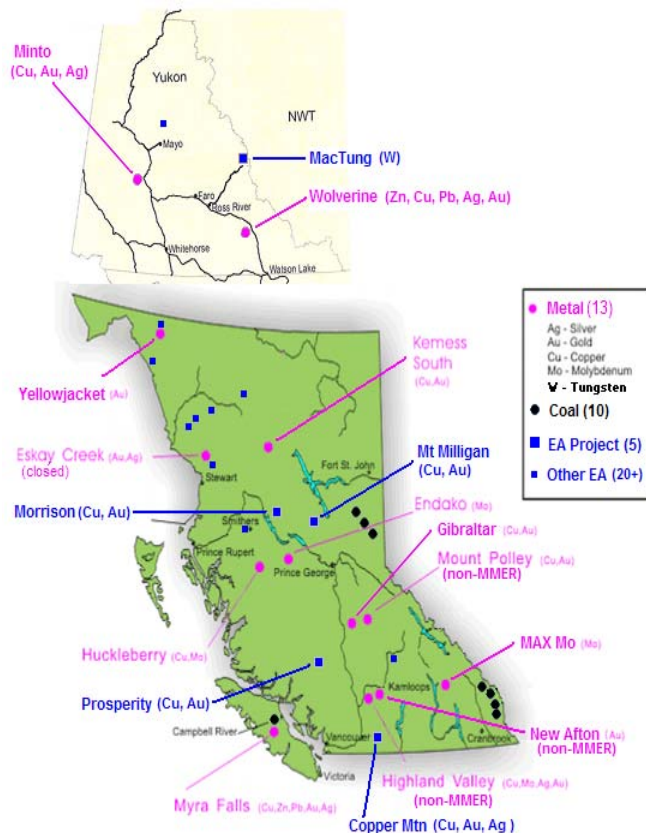 Minto
(Cu, Au, Ag)
Yukon
NWT
Mayo
MacTung (W)
Faro
Ross River
Wolverine (Zn, Cu, Pb, Ag, Au)
Whitehorse
Watson Lake
Metal (13)
Ag - Silver
Au - Gold
Cu - Copper
Mo - Molybdenum
W - Tungsten
Coal (10)
EA Project (5)
Other EA (20+)
Kemess
South
(Cu,Au)
Yellowjacket (Au)
Eskay Creek (Au,Ag)
(closed)
Stewart
Fort St. John
Mt Milligan
(Cu, Au)
Morrison (Cu, Au)
Smithers
Endako
(Mo)
Prince Rupert
Prince George
Gibraltar (Cu,Au)
Mount Polley (Cu,Au)
(non-MMER)
Huckleberry (Cu,Mo)
MAX Mo (Mo)
Prosperity (Cu, Au)
Kamloops
Campbell River
Vancouver
Cranbrook
New Afton (Au)
(non-MMER)
Victoria
Highland Valley (Cu,Mo,Ag,Au)
(non-MMER)
Myra Falls (Cu,Zn,Pb,Au,Ag)
Copper Mtn (Cu, Au, Ag )